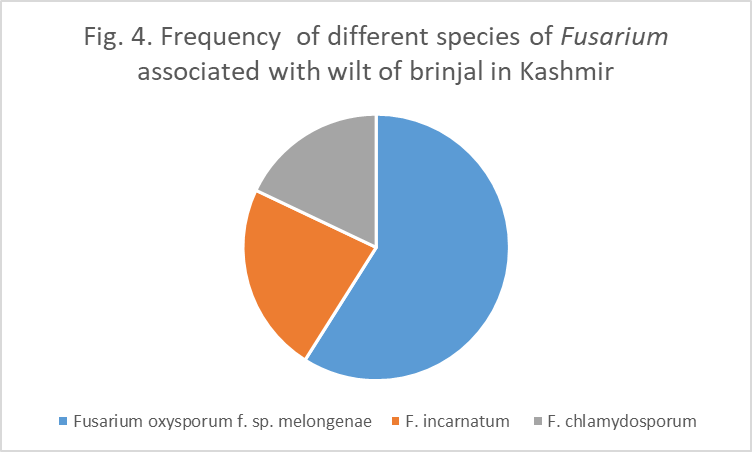 Fig. 4. Frequency  of different species of Fusarium
associated with wilt of brinjal in Kashmir
Fusarium oxysporum f. sp. melongenae
F. incarnatum
F. chlamydosporum